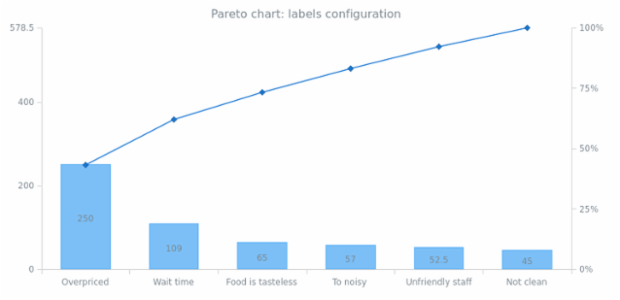 Pareto chart: labels configuration
578.5
400
200
0
100%
75%
50%
25%
0%
250
109
65
57
52.5
45
Overpriced
Wait time
Food is tasteless
To noisy
Unfriendly staff
Not clean